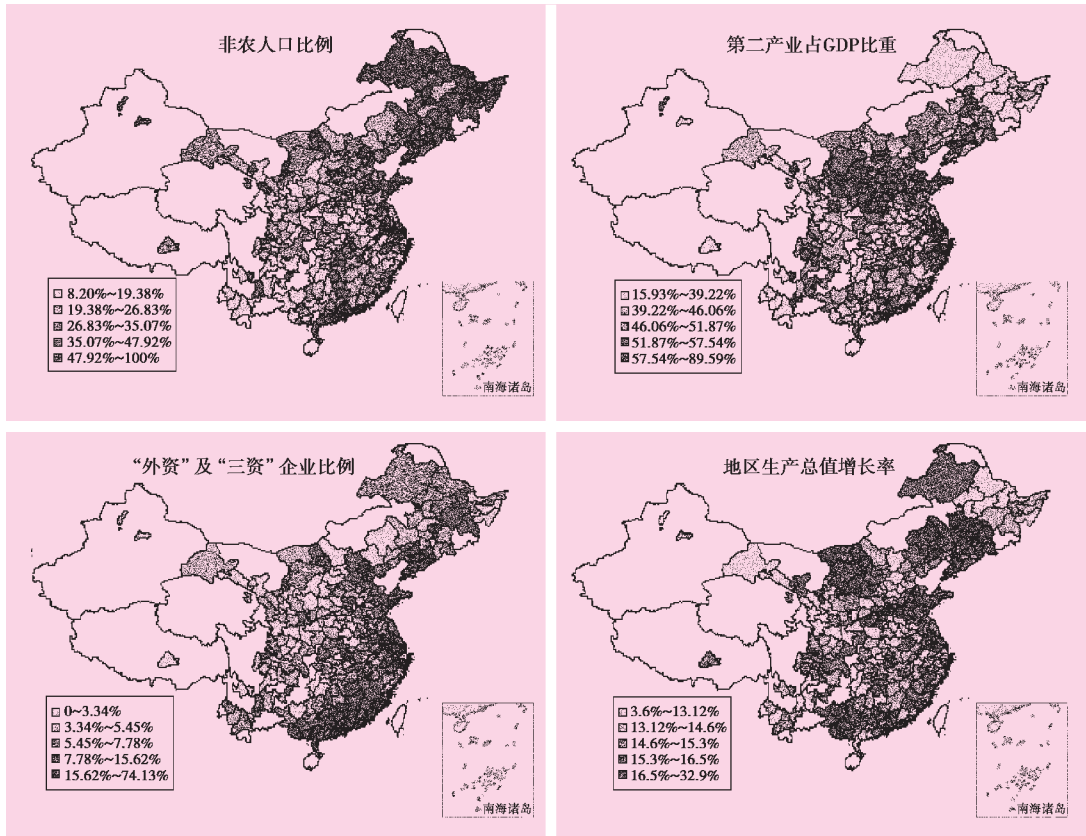 非农人口比例
8.20%~19.38%
19.38%~26.83%
26.83%~35.07%
35.07%~47.92%
47.92%~100%
南海诸岛
第二产业占GDP比重
15.93%~39.22%
39.22%~46.06%
46.06%~51.87%
51.87%~57.54%
57.54%~89.59%
南海诸岛
“外资”及“三资”企业比例
0~3.34%
3.34%~5.45%
5.45%~7.78%
7.78%~15.62%
15.62%~74.13%
南海诸岛
地区生产总值增长率
3.6%~13.12%
13.12%~14.6%
14.6%~15.3%
15.3%~16.5%
16.5%~32.9%
南海诸岛